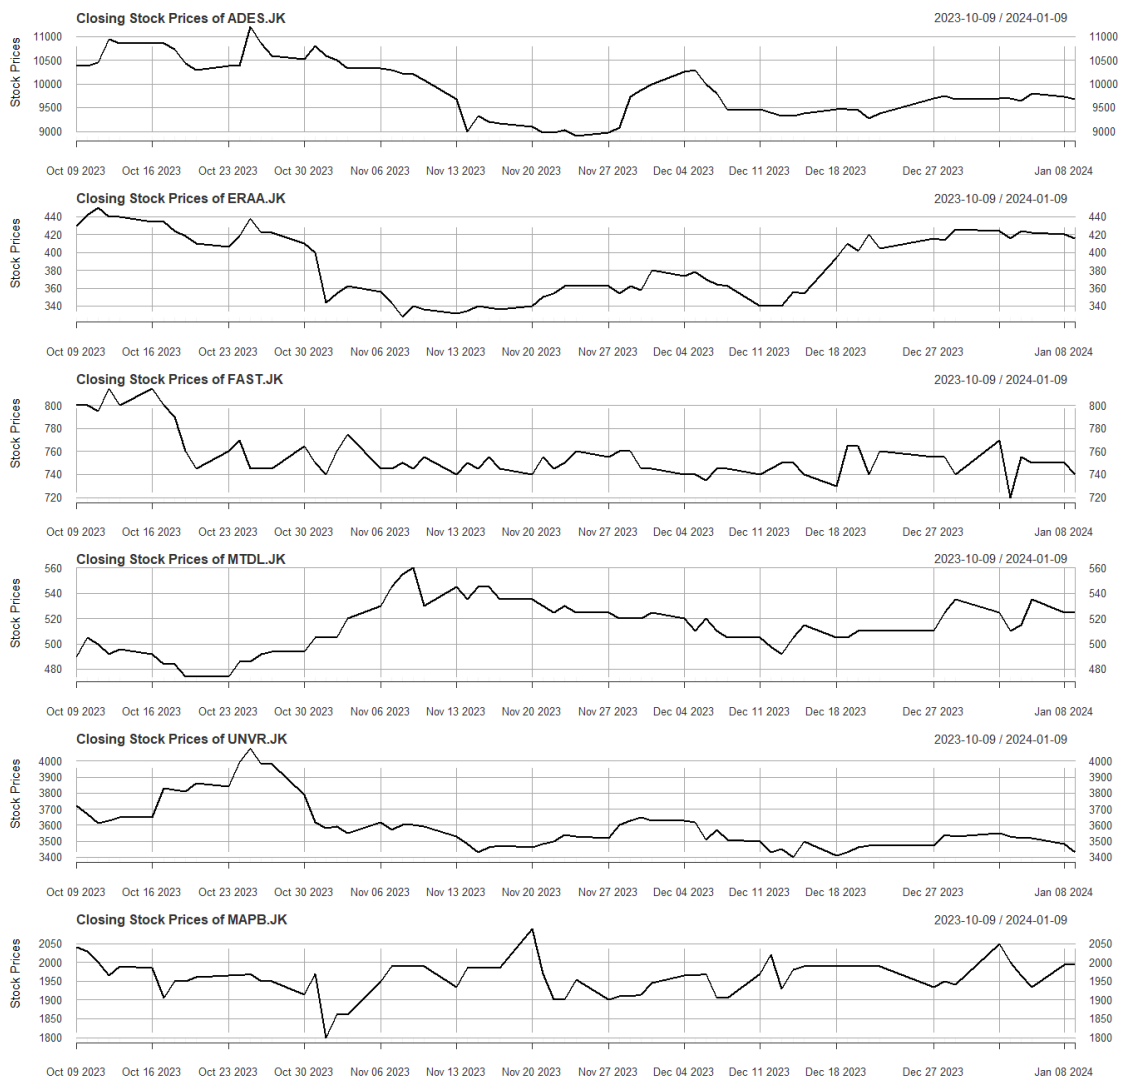 Closing Stock Prices of ADES.JK 2023-10-09 / 2024-01-09
Stock Prices
11000 11000
10500 10500
10000 10000
9500 9500
9000 9000
Oct 09 2023 Oct 16 2023 Oct 23 2023 Oct 30 2023 Nov 06 2023 Nov 13 2023 Nov 20 2023 Nov 27 2023 Dec 04 2023 Dec 11 2023 Dec 18 2023 Dec 27 2023 Jan 08 2024
Closing Stock Prices of ERAA.JK 2023-10-09 / 2024-01-09
Stock Prices
440 440
420 420
400 400
380 380
360 360
340 340
Oct 09 2023 Oct 16 2023 Oct 23 2023 Oct 30 2023 Nov 06 2023 Nov 13 2023 Nov 20 2023 Nov 27 2023 Dec 04 2023 Dec 11 2023 Dec 18 2023 Dec 27 2023 Jan 08 2024
Closing Stock Prices of FAST.JK 2023-10-09 / 2024-01-09
Stock Prices
800 800
780 780
760 760
740 740
720 720
Oct 09 2023 Oct 16 2023 Oct 23 2023 Oct 30 2023 Nov 06 2023 Nov 13 2023 Nov 20 2023 Nov 27 2023 Dec 04 2023 Dec 11 2023 Dec 18 2023 Dec 27 2023 Jan 08 2024
Closing Stock Prices of MTDL.JK 2023-10-09 / 2024-01-09
Stock Prices
560 560
540 540
520 520
500 500
480 480
Oct 09 2023 Oct 16 2023 Oct 23 2023 Oct 30 2023 Nov 06 2023 Nov 13 2023 Nov 20 2023 Nov 27 2023 Dec 04 2023 Dec 11 2023 Dec 18 2023 Dec 27 2023 Jan 08 2024
Closing Stock Prices of UNVR.JK 2023-10-09 / 2024-01-09
Stock Prices
4000 4000
3900 3900
3800 3800
3700 3700
3600 3600
3500 3500
3400 3400
Oct 09 2023 Oct 16 2023 Oct 23 2023 Oct 30 2023 Nov 06 2023 Nov 13 2023 Nov 20 2023 Nov 27 2023 Dec 04 2023 Dec 11 2023 Dec 18 2023 Dec 27 2023 Jan 08 2024
Closing Stock Prices of MAPB.JK 2023-10-09 / 2024-01-09
Stock Prices
2050 2050
2000 2000
1950 1950
1900 1900
1850 1850
1800 1800
Oct 09 2023 Oct 16 2023 Oct 23 2023 Oct 30 2023 Nov 06 2023 Nov 13 2023 Nov 20 2023 Nov 27 2023 Dec 04 2023 Dec 11 2023 Dec 18 2023 Dec 27 2023 Jan 08 2024